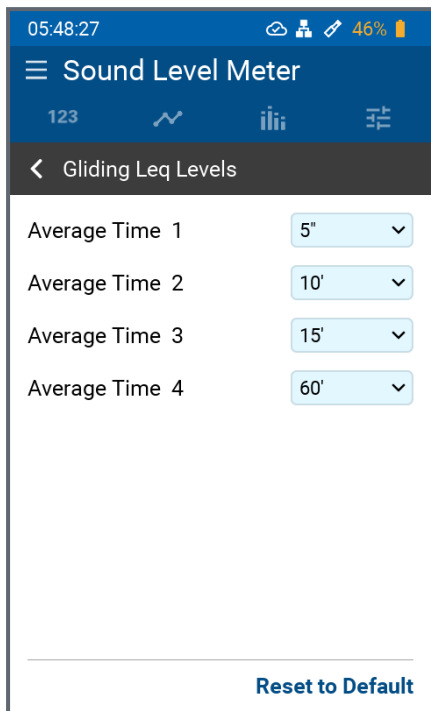 05:48:27 46%
Sound Level Meter
123
Gliding Leq Levels
Average Time 1 5"
Average Time 2 10'
Average Time 3 15'
Average Time 4 60'
Reset to Default